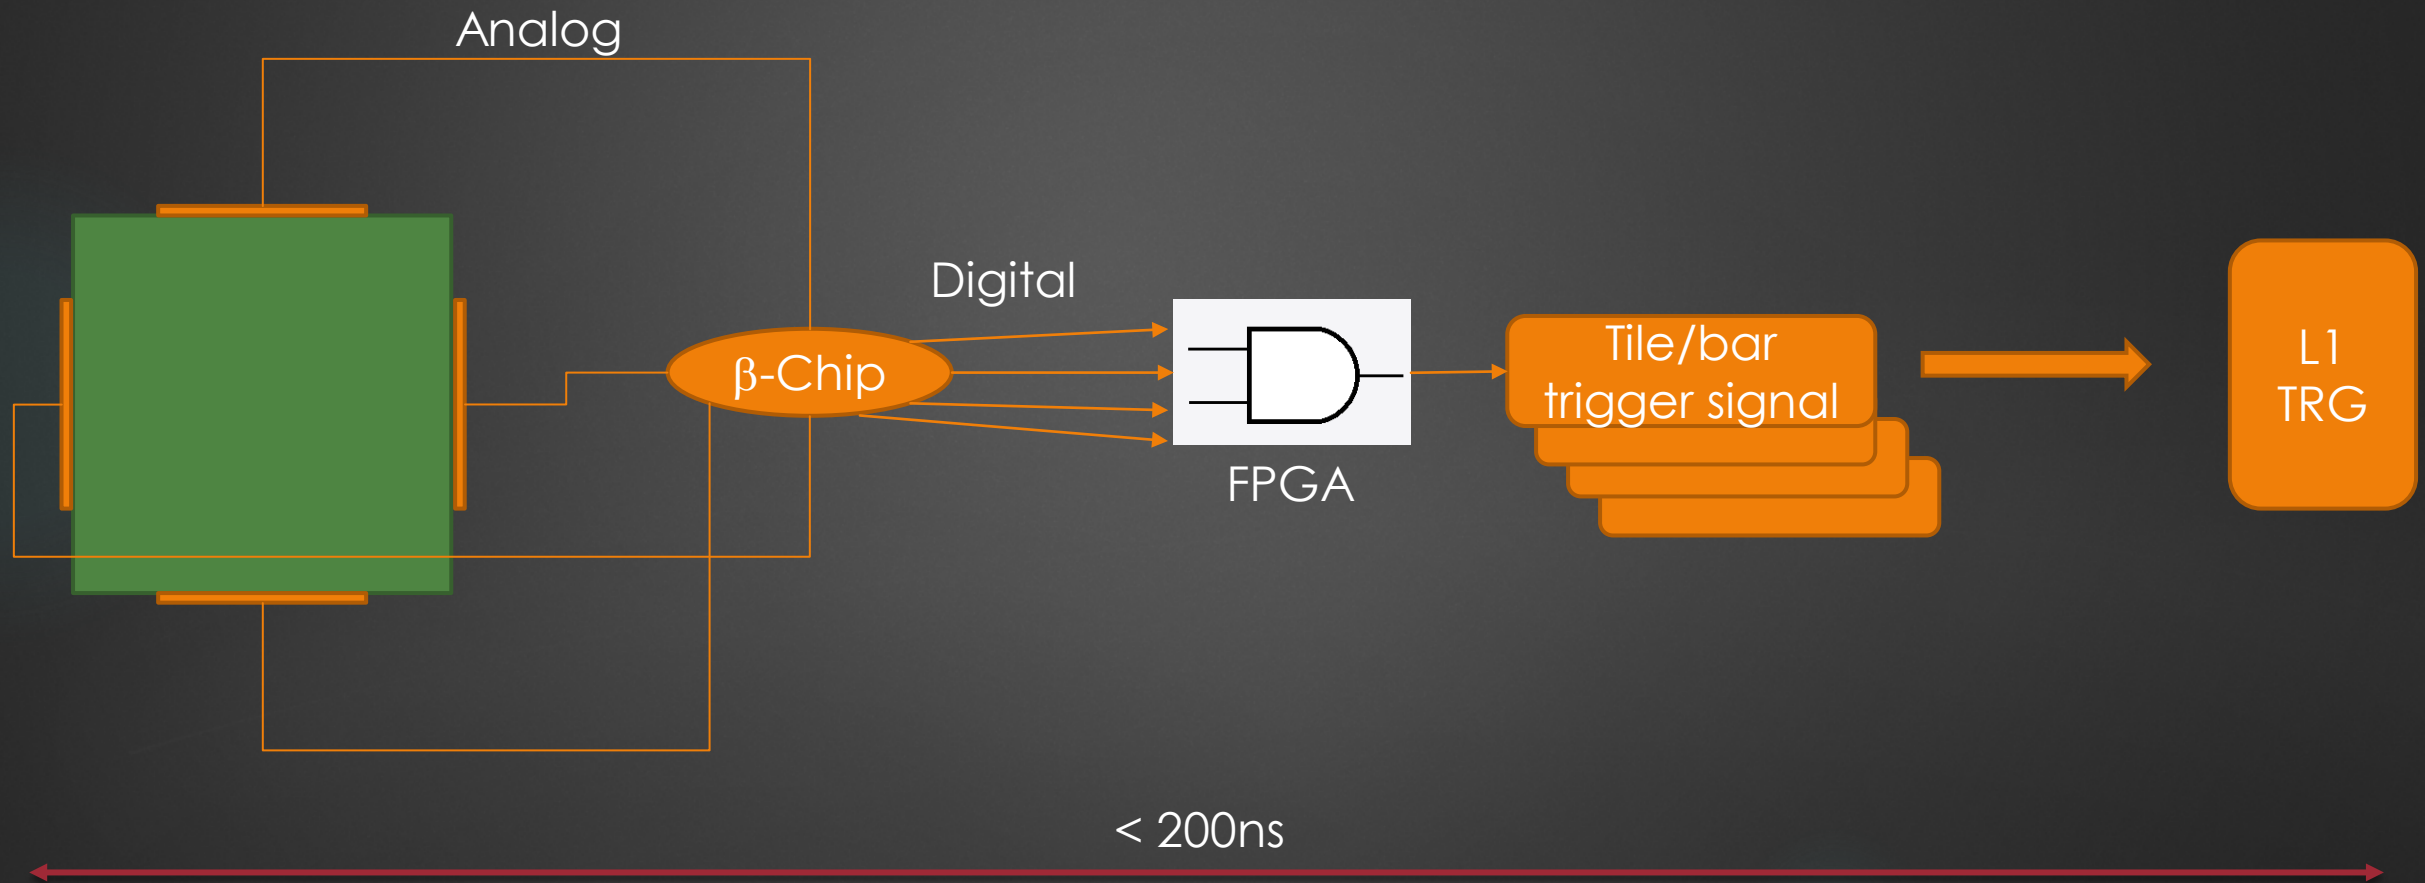 Analog
Digital
β-Chip
FPGA
Tile/bar
trigger signal
L1
TRG
< 200ns